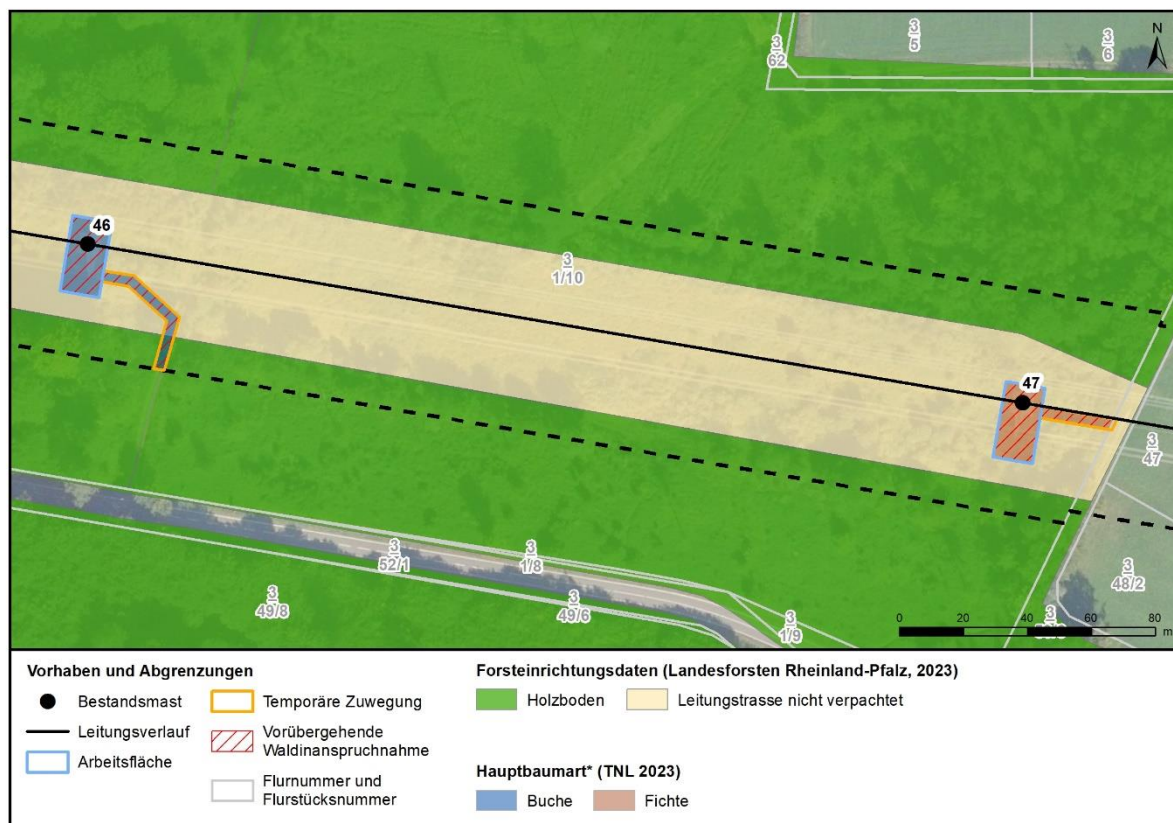 3
5
3
6
3
62
N
46
3
1/10
47
3
47
3
52/1
3
1/8
3
49/8
3
49/6
3
1/9
3
48/2
3
0 20 40 60 80
m
Vorhaben und Abgrenzungen
Bestandsmast
Leitungsverlauf
Arbeitsfläche
Temporäre Zuwegung
Vorübergehende
Waldinanspruchnahme
Flurnummer und
Flurstücksnummer
Forsteinrichtungsdaten (Landesforsten Rheinland-Pfalz, 2023)
Holzboden
Leitungstrasse nicht verpachtet
Hauptbaumart* (TNL 2023)
Buche
Fichte